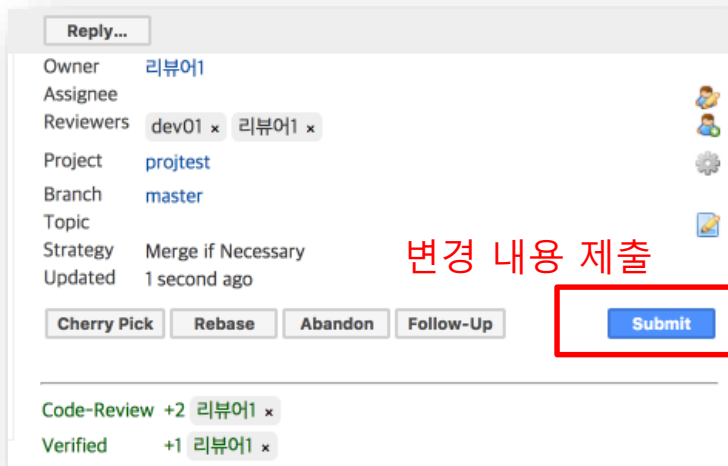 Reply...
Owner 리뷰어1
Assignee
Reviewers dev01 × 리뷰어1 ×
Project projtest
Branch master
Topic
Strategy Merge if Necessary
변경 내용 제출
Updated 1 second ago
Cherry Pick Rebase Abandon Follow-Up Submit
Code-Review +2 리뷰어1 ×
Verified +1 리뷰어1 ×